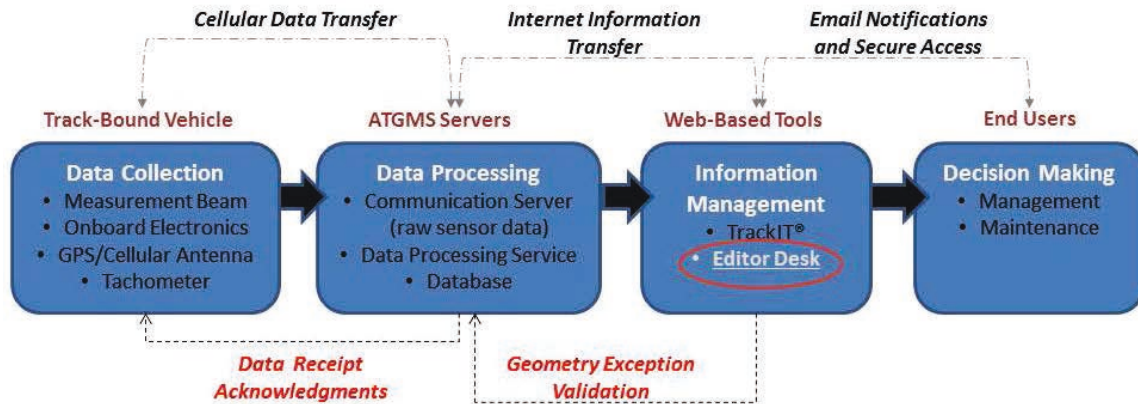 Cellular Data Transfer
Internet Information
Transfer
Email Notifications
and Secure Access
Track-Bound Vehicle
ATGMS Servers
Web-Based Tools
End Users
Data Collection
• Measurement Beam
• Onboard Electronics
• GPS/Cellular Antenna
• Tachometer
Data Processing
• Communication Server
(raw sensor data)
• Data Processing Service
• Database
Information
Management
• TrackIT®
• Editor Desk
Decision Making
• Management
• Maintenance
Data Receipt
Acknowledgments
Geometry Exception
Validation